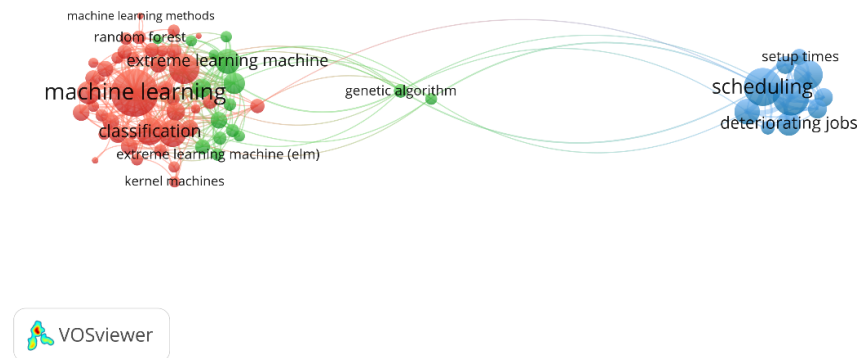 machine learning methods
random forest
extreme learning machine
machine learning
classification
extreme learning machine (elm)
kernel machines
genetic algorithm
setup times
scheduling
deteriorating jobs
VOSviewer